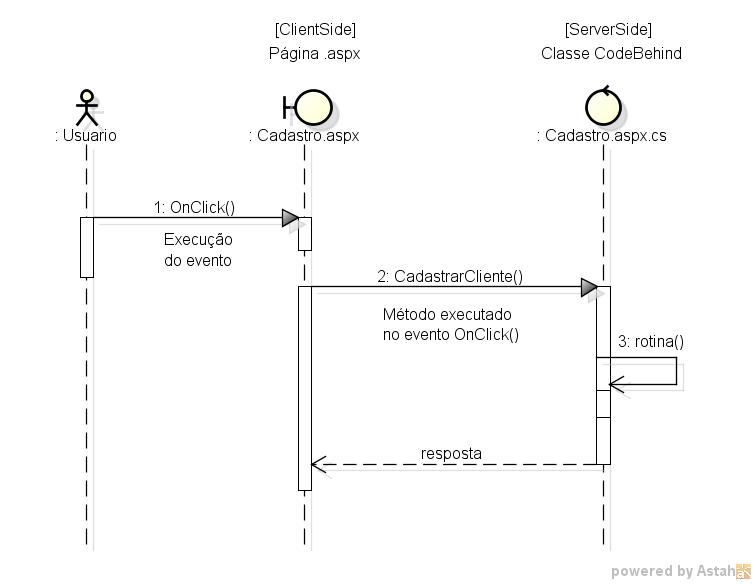 [ClientSide]
Página .aspx
[ServerSide]
Classe CodeBehind
: Usuario
: Cadastro.aspx
: Cadastro.aspx.cs
1: OnClick()
Execução
do evento
2: CadastrarCliente()
Método executado
no evento OnClick()
3: rotina()
resposta
powered by Astah